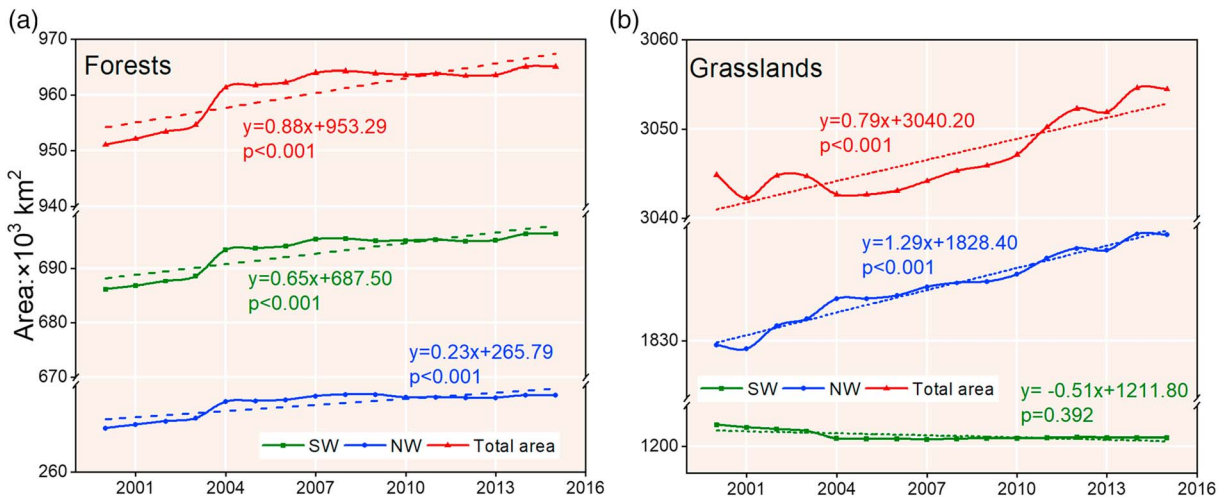 (a)
970
Forests
960
y=0.88x+953.29
p<0.001
950
940
Area:×10³ km²
690
y=0.65x+687.50
p<0.001
680
670
y=0.23x+265.79
p<0.001
SW NW Total area
260
2001 2004 2007 2010 2013 2016
(b)
3060
Grasslands
y=0.79x+3040.20
p<0.001
3050
3040
y=1.29x+1828.40
p<0.001
1830
SW NW Total area
y= -0.51x+1211.80
p=0.392
1200
2001 2004 2007 2010 2013 2016